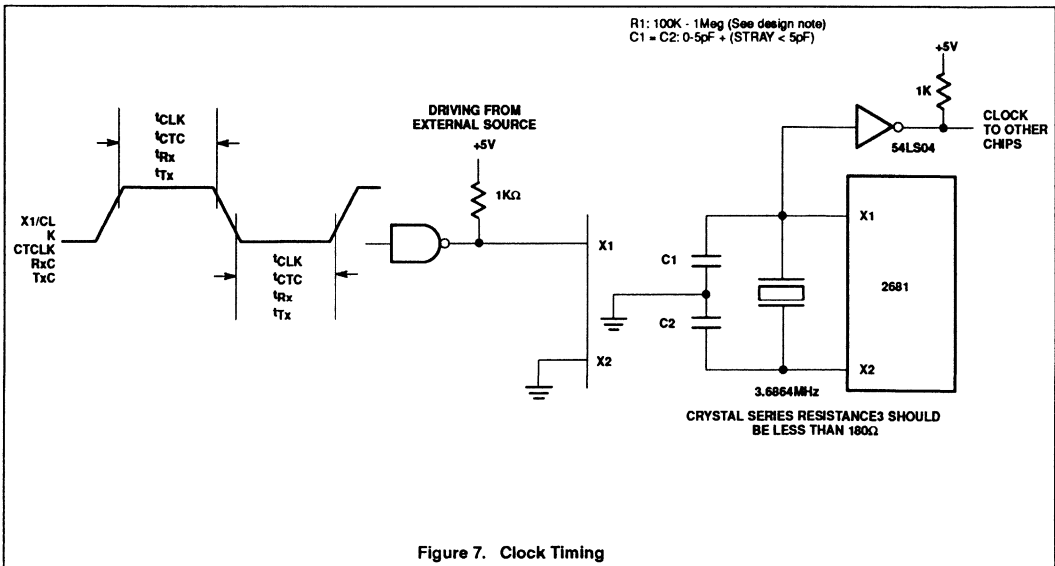 R1: 100K - 1Meg (See design note)
C1 = C2: 0-5pF + (STRAY < 5pF)
+5V
1K
CLOCK
TO OTHER
CHIPS
54LS04
tCLK
tCTC
tRx
tTx
X1/CL
K
CTCLK
RxC
TxC
tCLK
tCTC
tRx
tTx
DRIVING FROM
EXTERNAL SOURCE
+5V
1KΩ
X1
X2
C1
C2
X1
2681
X2
3.6864MHz
CRYSTAL SERIES RESISTANCE3 SHOULD
BE LESS THAN 180Ω
Figure 7. Clock Timing